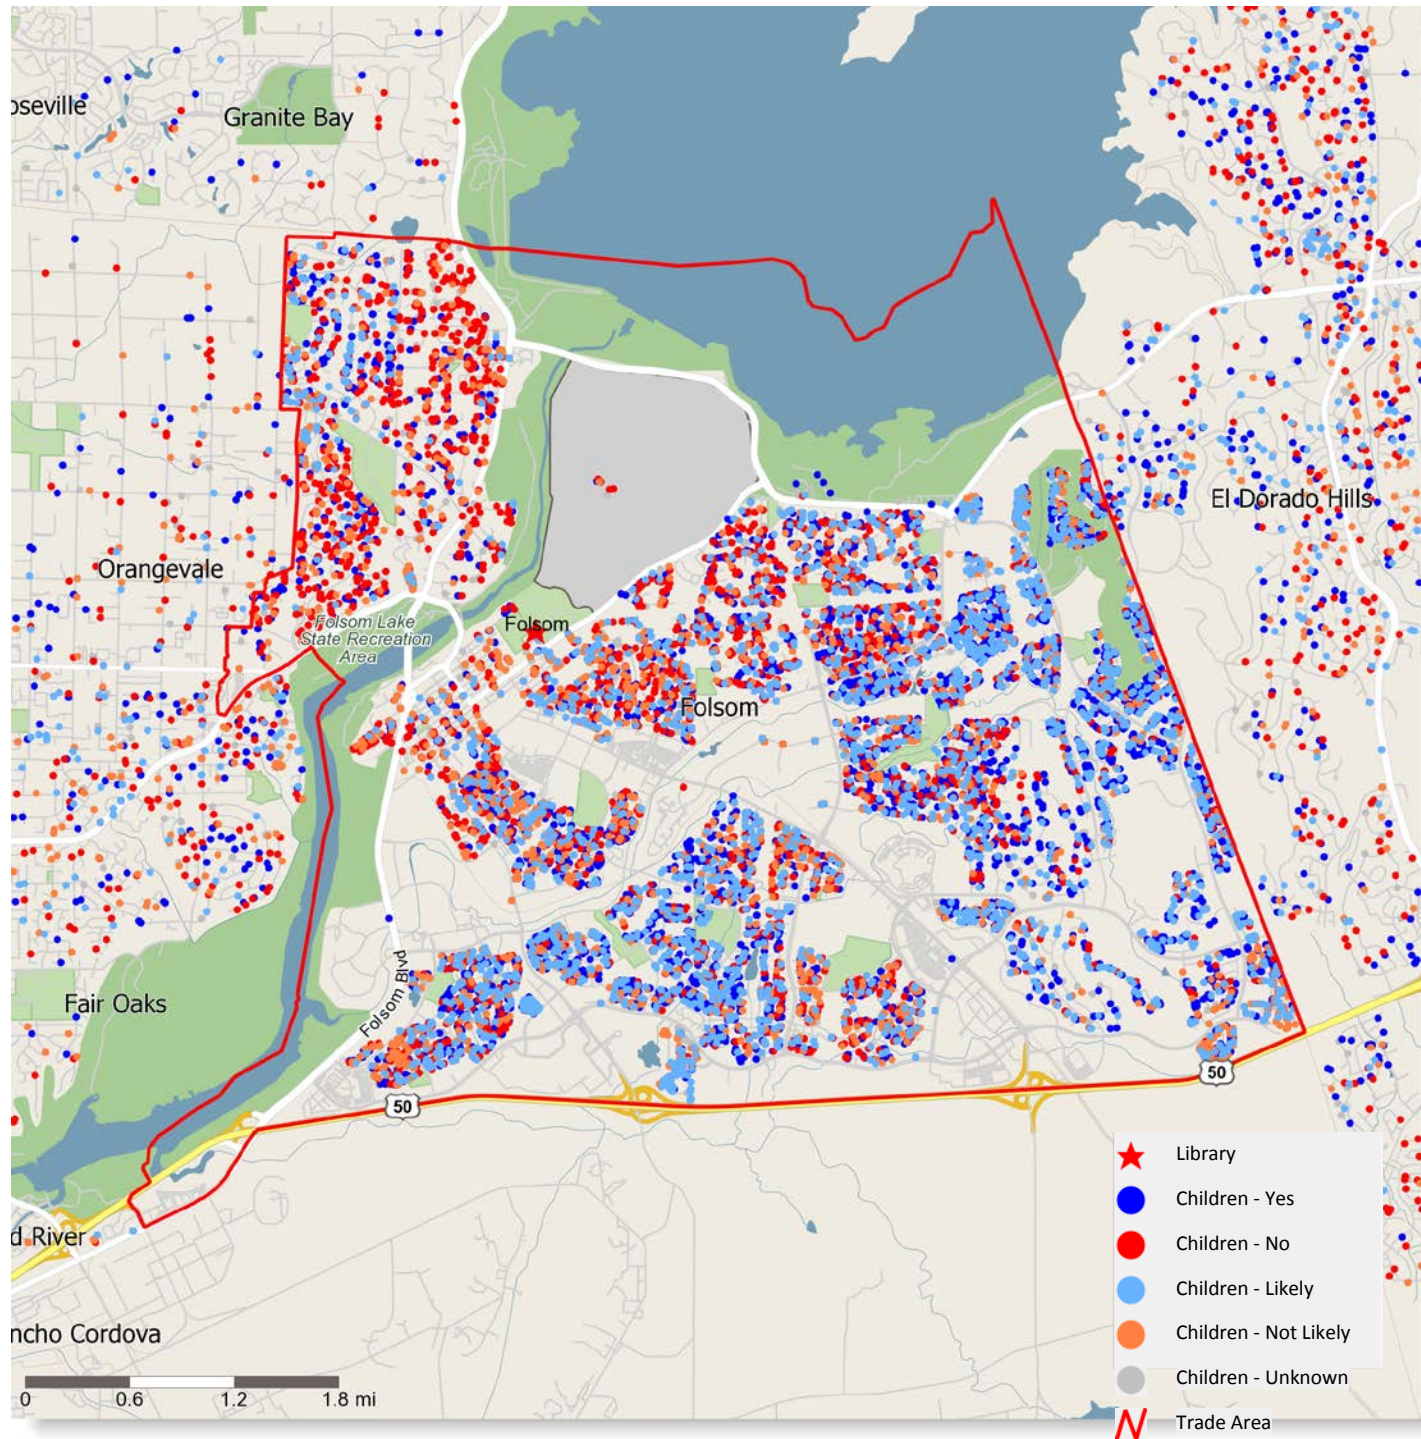 oseville
Granite Bay
El Dorado Hills
Orangevale
Folsom Lake
State Recreation
Area
Folsom
Folsom
Folsom Blvd
Fair Oaks
50
50
d River
ncho Cordova
0 0.6 1.2 1.8 mi
Library
Children - Yes
Children - No
Children - Likely
Children - Not Likely
Children - Unknown
Trade Area